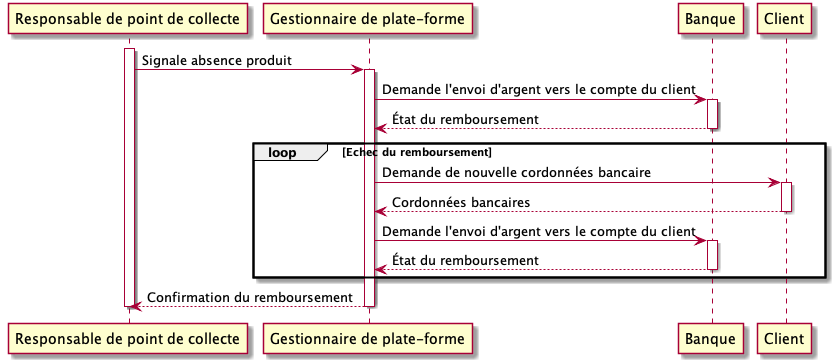 Responsable de point de collecte
Gestionnaire de plate-forme
Banque
Client
Signale absence produit
Demande l'envoi d'argent vers le compte du client
État du remboursement
loop
[Echec du remboursement]
Demande de nouvelle cordonnées bancaire
Cordonnées bancaires
Demande l'envoi d'argent vers le compte du client
État du remboursement
Confirmation du remboursement
Responsable de point de collecte
Gestionnaire de plate-forme
Banque
Client